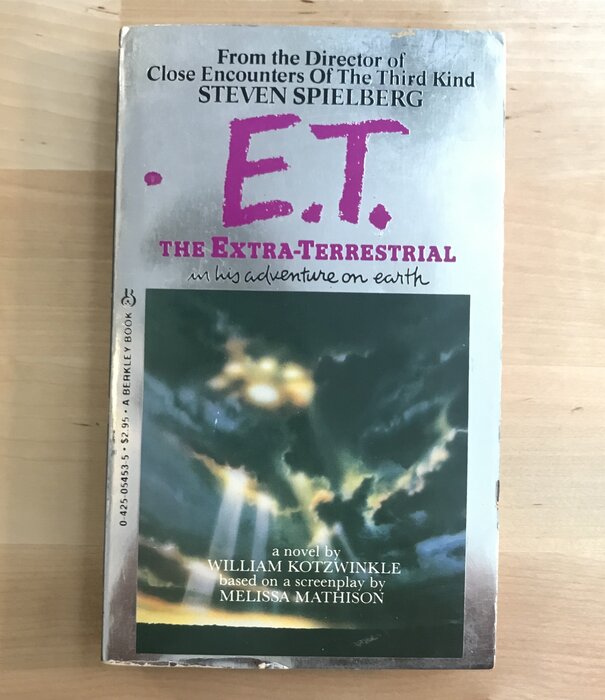 From the Director of
Close Encounters Of The Third Kind
STEVEN SPIELBERG
E.T.
THE EXTRA-TERRESTRIAL
in his adventure on earth
0-425-05453-5 • $2.95 • A BERKLEY BOOK
a novel by
WILLIAM KOTZWINKLE
based on a screenplay by
MELISSA MATHISON